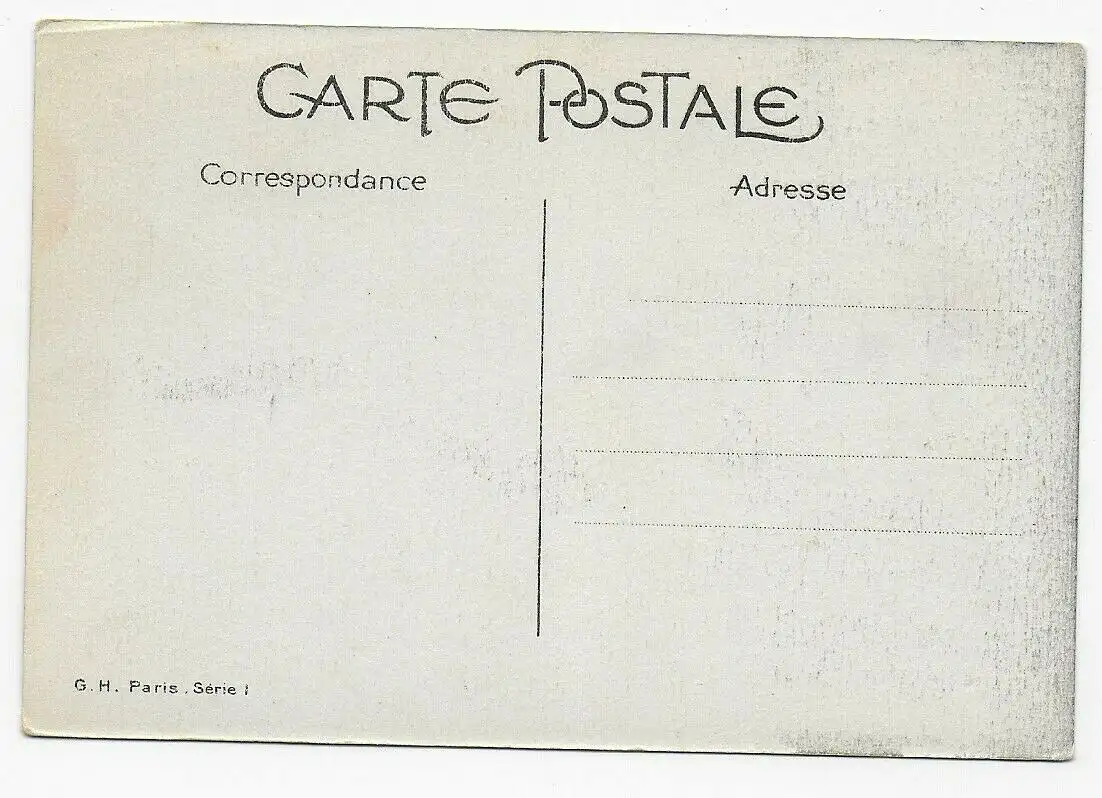 CARTE POSTALE
Correspondance
Adresse
G. H. Paris . Série I